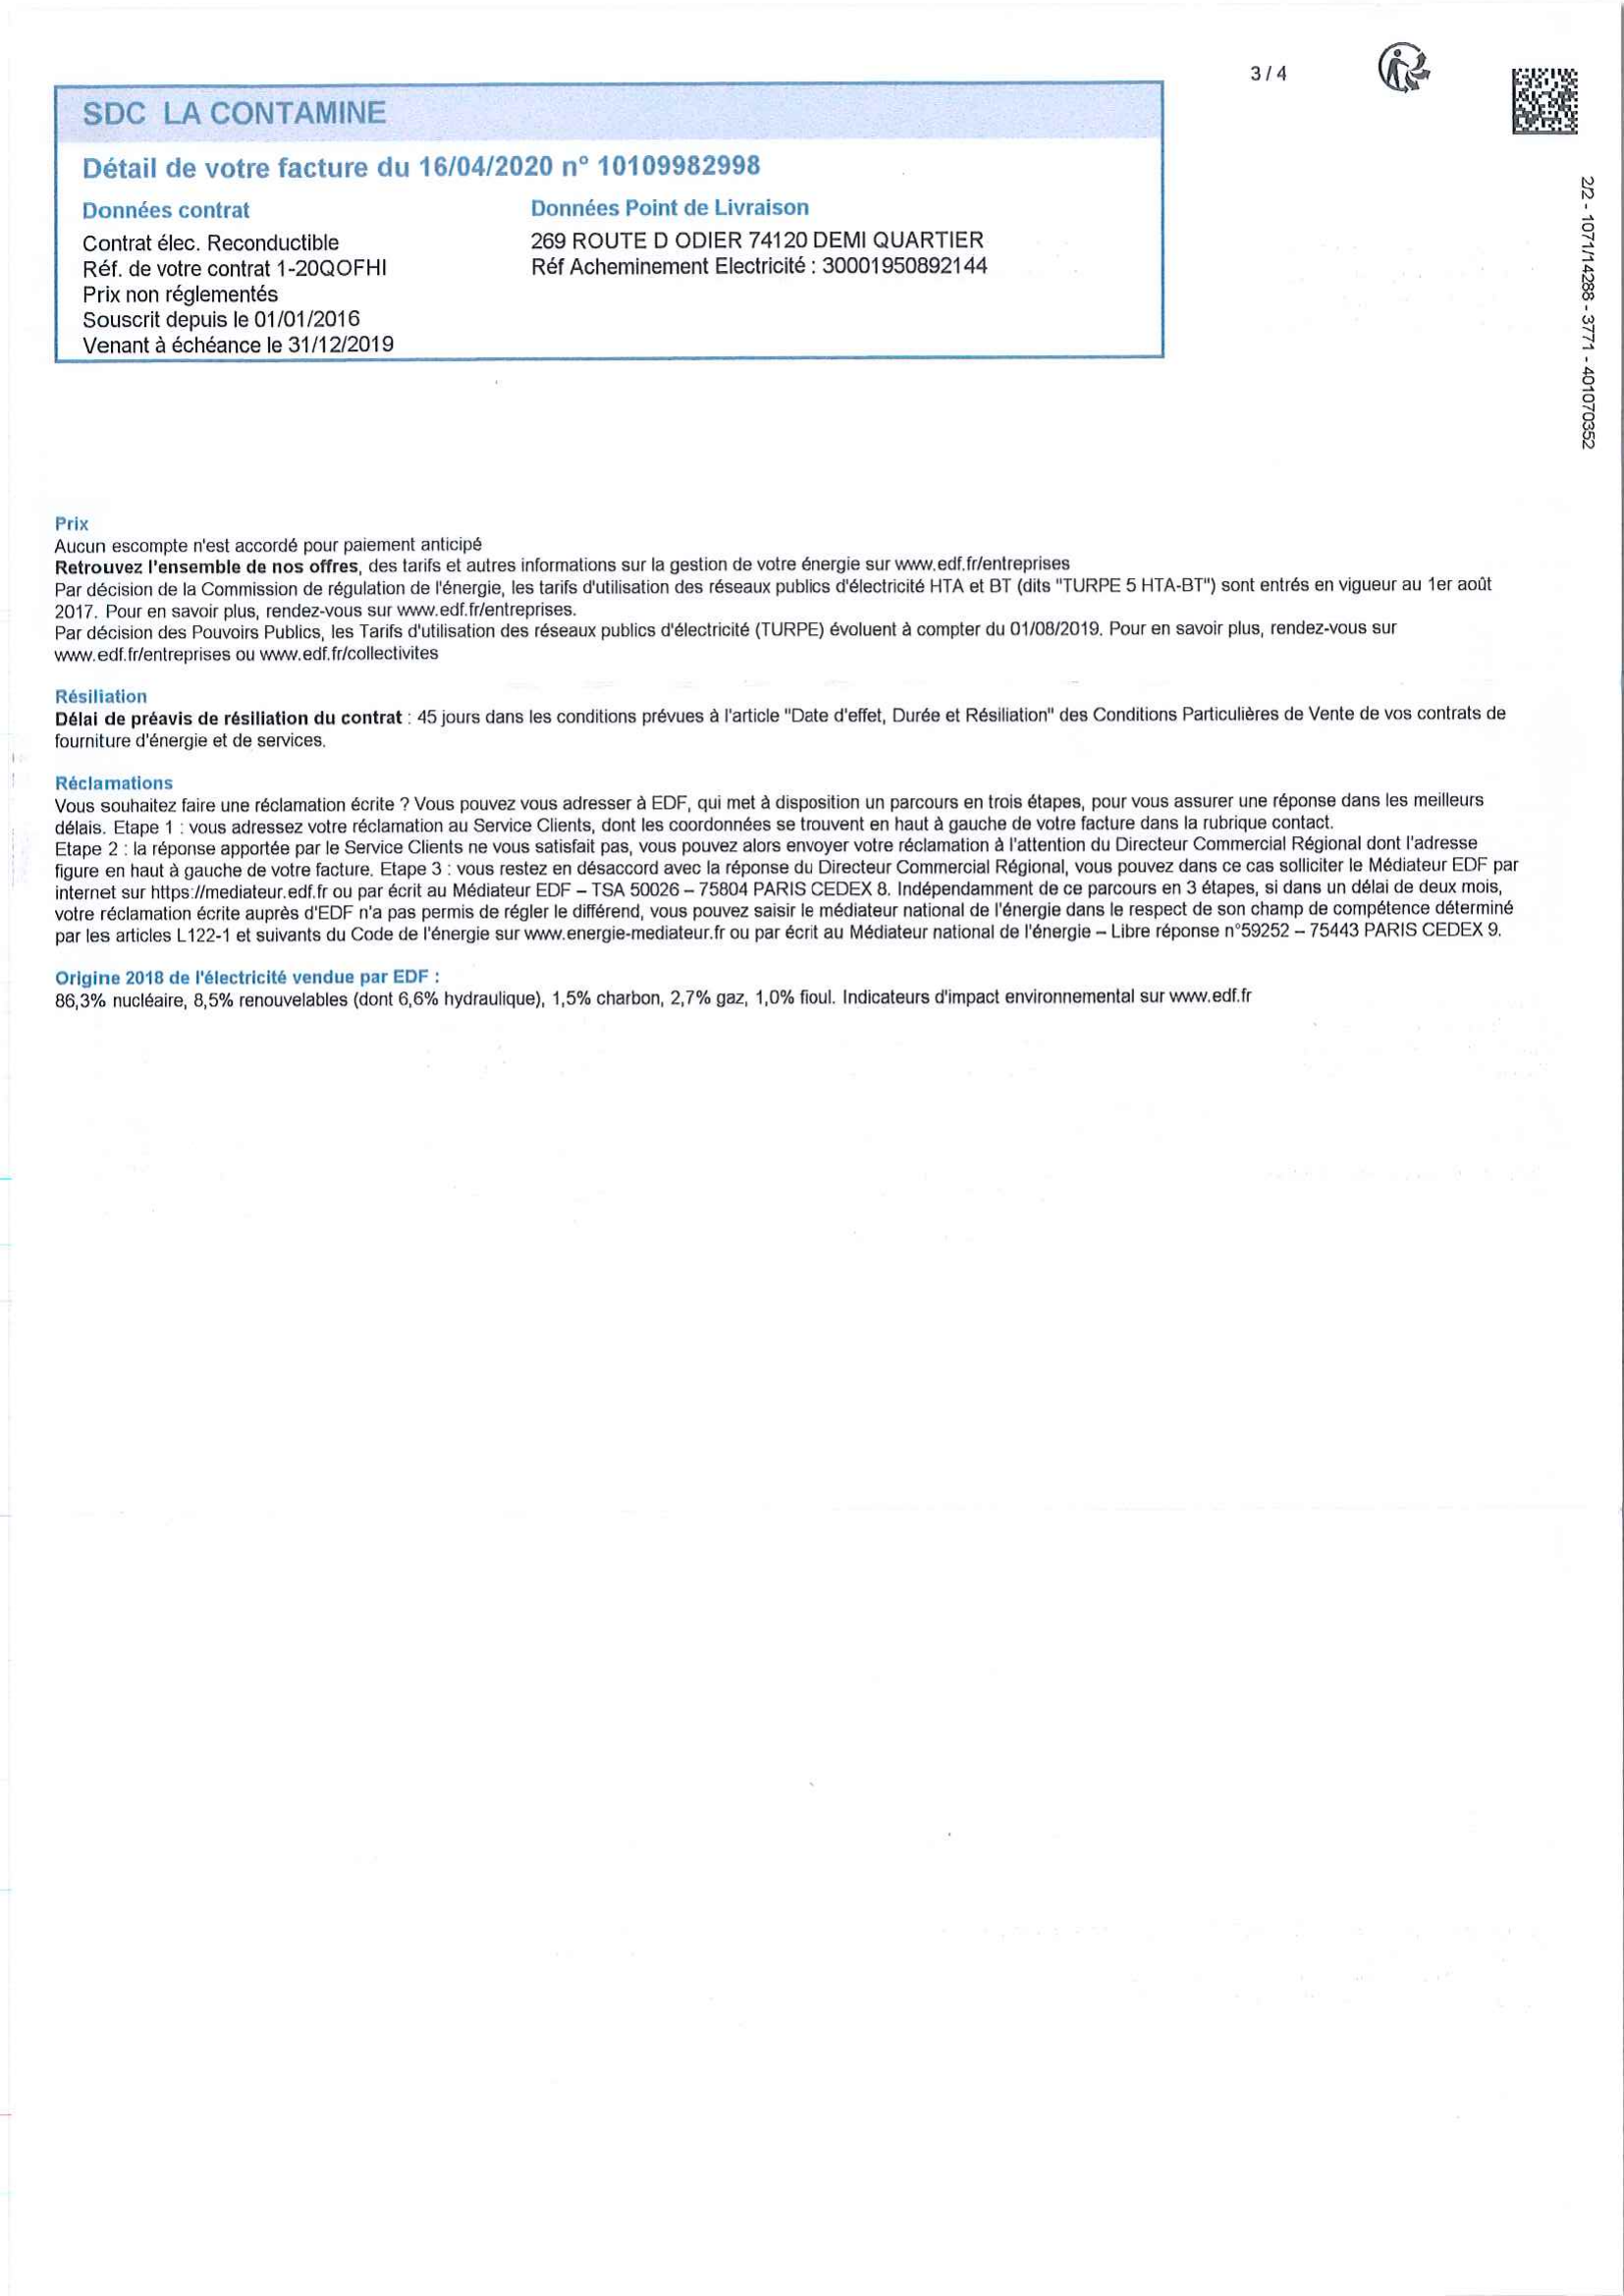 3 / 4
SDC LA CONTAMINE
Détail de votre facture du 16/04/2020 n° 10109982998
Données contrat
Contrat élec. Reconductible
Réf. de votre contrat 1-20QOFHI
Prix non réglementés
Souscrit depuis le 01/01/2016
Venant à échéance le 31/12/2019
Données Point de Livraison
269 ROUTE D ODIER 74120 DEMI QUARTIER
Réf Acheminement Electricité : 30001950892144
2/2 - 1071/14288 - 3771 - 401070352
Prix
Aucun escompte n'est accordé pour paiement anticipé
Retrouvez l'ensemble de nos offres, des tarifs et autres informations sur la gestion de votre énergie sur www.edf.fr/entreprises
Par décision de la Commission de régulation de l'énergie, les tarifs d'utilisation des réseaux publics d'électricité HTA et BT (dits "TURPE 5 HTA-BT") sont entrés en vigueur au 1er août
2017. Pour en savoir plus, rendez-vous sur www.edf.fr/entreprises.
Par décision des Pouvoirs Publics, les Tarifs d'utilisation des réseaux publics d'électricité (TURPE) évoluent à compter du 01/08/2019. Pour en savoir plus, rendez-vous sur
www.edf.fr/entreprises ou www.edf.fr/collectivites
Résiliation
Délai de préavis de résiliation du contrat : 45 jours dans les conditions prévues à l'article "Date d'effet, Durée et Résiliation" des Conditions Particulières de Vente de vos contrats de
fourniture d'énergie et de services.
Réclamations
Vous souhaitez faire une réclamation écrite ? Vous pouvez vous adresser à EDF, qui met à disposition un parcours en trois étapes, pour vous assurer une réponse dans les meilleurs
délais. Etape 1 : vous adressez votre réclamation au Service Clients, dont les coordonnées se trouvent en haut à gauche de votre facture dans la rubrique contact.
Etape 2 : la réponse apportée par le Service Clients ne vous satisfait pas, vous pouvez alors envoyer votre réclamation à l'attention du Directeur Commercial Régional dont l'adresse
figure en haut à gauche de votre facture. Etape 3 : vous restez en désaccord avec la réponse du Directeur Commercial Régional, vous pouvez dans ce cas solliciter le Médiateur EDF par
internet sur https://mediateur.edf.fr ou par écrit au Médiateur EDF – TSA 50026 – 75804 PARIS CEDEX 8. Indépendamment de ce parcours en 3 étapes, si dans un délai de deux mois,
votre réclamation écrite auprès d'EDF n'a pas permis de régler le différend, vous pouvez saisir le médiateur national de l'énergie dans le respect de son champ de compétence déterminé
par les articles L122-1 et suivants du Code de l'énergie sur www.energie-mediateur.fr ou par écrit au Médiateur national de l'énergie – Libre réponse n°59252 – 75443 PARIS CEDEX 9.
Origine 2018 de l'électricité vendue par EDF :
86,3% nucléaire, 8,5% renouvelables (dont 6,6% hydraulique), 1,5% charbon, 2,7% gaz, 1,0% fioul. Indicateurs d'impact environnemental sur www.edf.fr